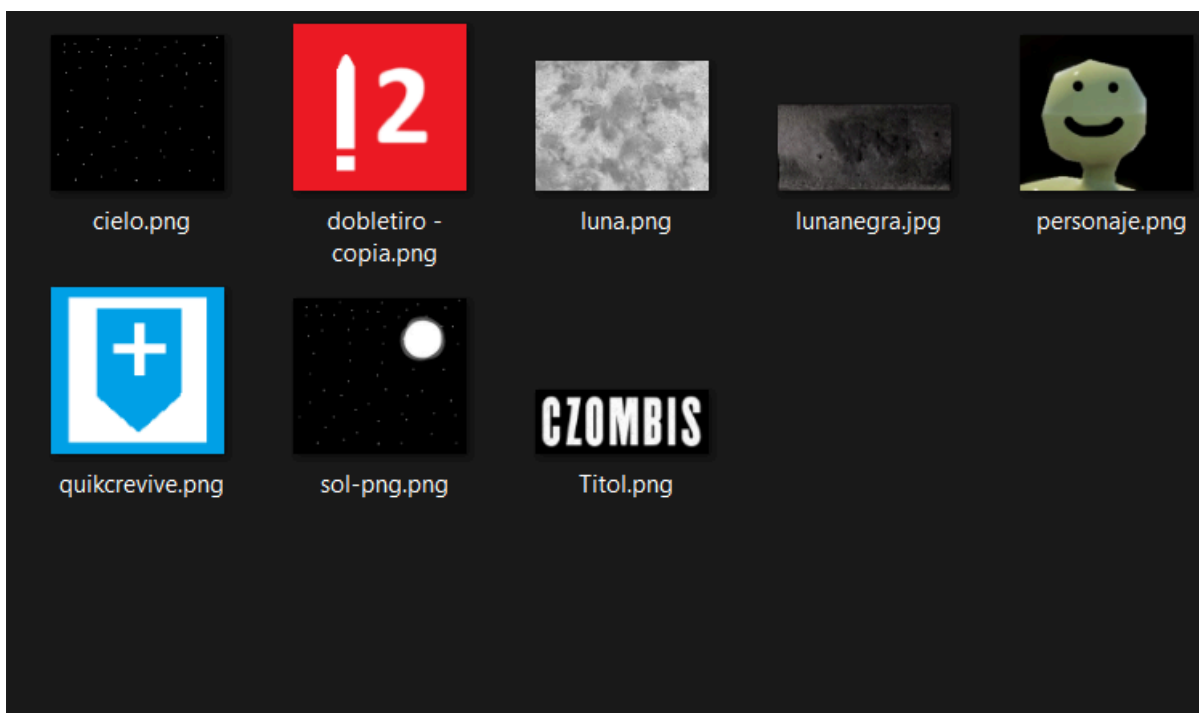 2
cielo.png
dobletiro -
copia.png
luna.png
lunanegra.jpg
personaje.png
CZOMBIS
quikcrevive.png
sol-png.png
Titol.png